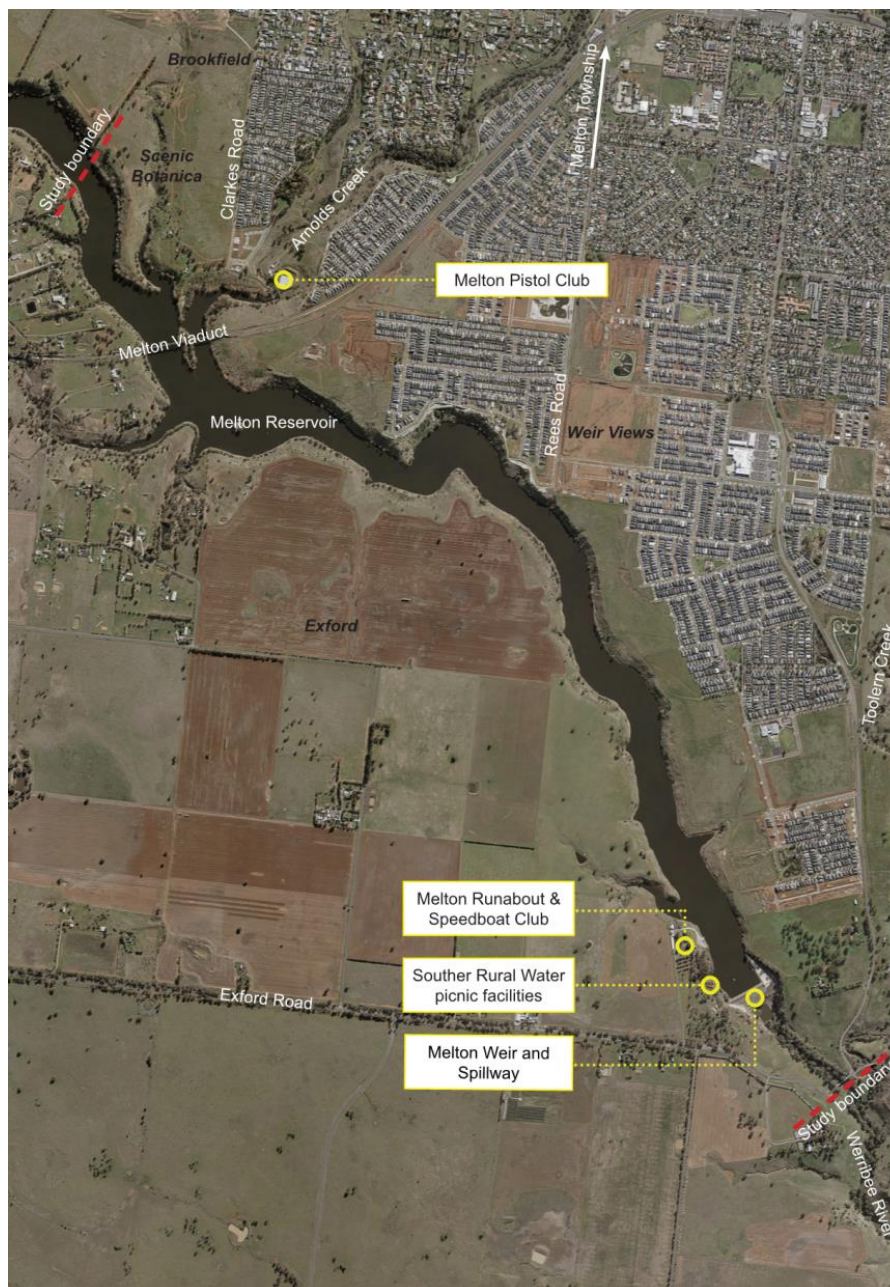 Brookfield
Study boundary
Scenic
Botanica
Clarkes Road
Arnolds Creek
Melton Township
Melton Pistol Club
Melton Viaduct
Melton Reservoir
Rees Road
Weir Views
Exford
Toolern Creek
Melton Runabout &
Speedboat Club
Souther Rural Water
picnic facilities
Exford Road
Melton Weir and
Spillway
Study boundary
Werribee River